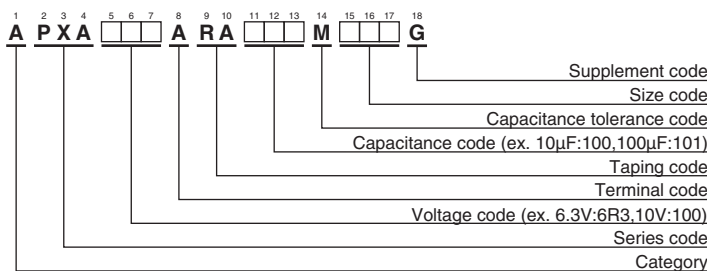 1 2 3 4 5 6 7 8 9 10 11 12 13 14 15 16 17 18
A P X A □□□ A R A □□□ M □□□ G
Supplement code
Size code
Capacitance tolerance code
Capacitance code (ex. 10μF:100,100μF:101)
Taping code
Terminal code
Voltage code (ex. 6.3V:6R3,10V:100)
Series code
Category